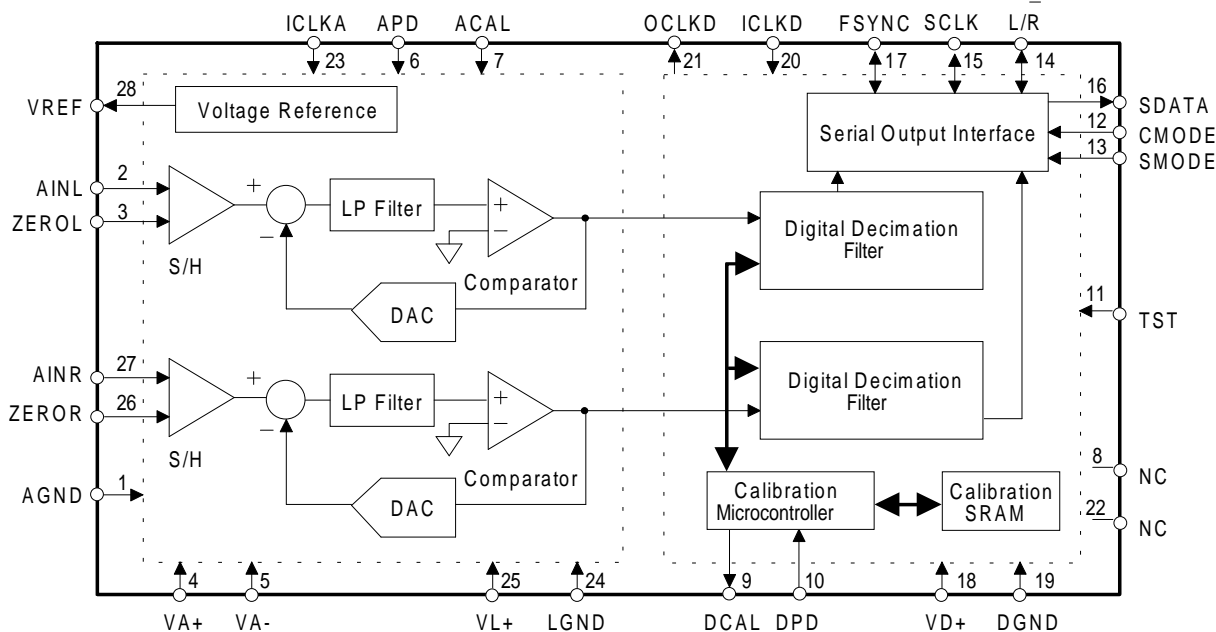 ICLKA APD ACAL OCLKD ICLKD FSYNC SCLK L/R
23 6 7 21 20 17 15 14
VREF 28 Voltage Reference
Serial Output Interface
16 SDATA
12 CMODE
13 SMODE
AINL 2
ZEROL 3
S/H
+
−
LP Filter
+
−
Comparator
DAC
Digital Decimation
Filter
11 TST
AINR 27
ZEROR 26
S/H
+
−
LP Filter
+
−
Comparator
DAC
Digital Decimation
Filter
AGND 1
Calibration
Microcontroller
Calibration
SRAM
8 NC
22 NC
4 5 25 24 9 10 18 19
VA+ VA- VL+ LGND DCAL DPD VD+ DGND